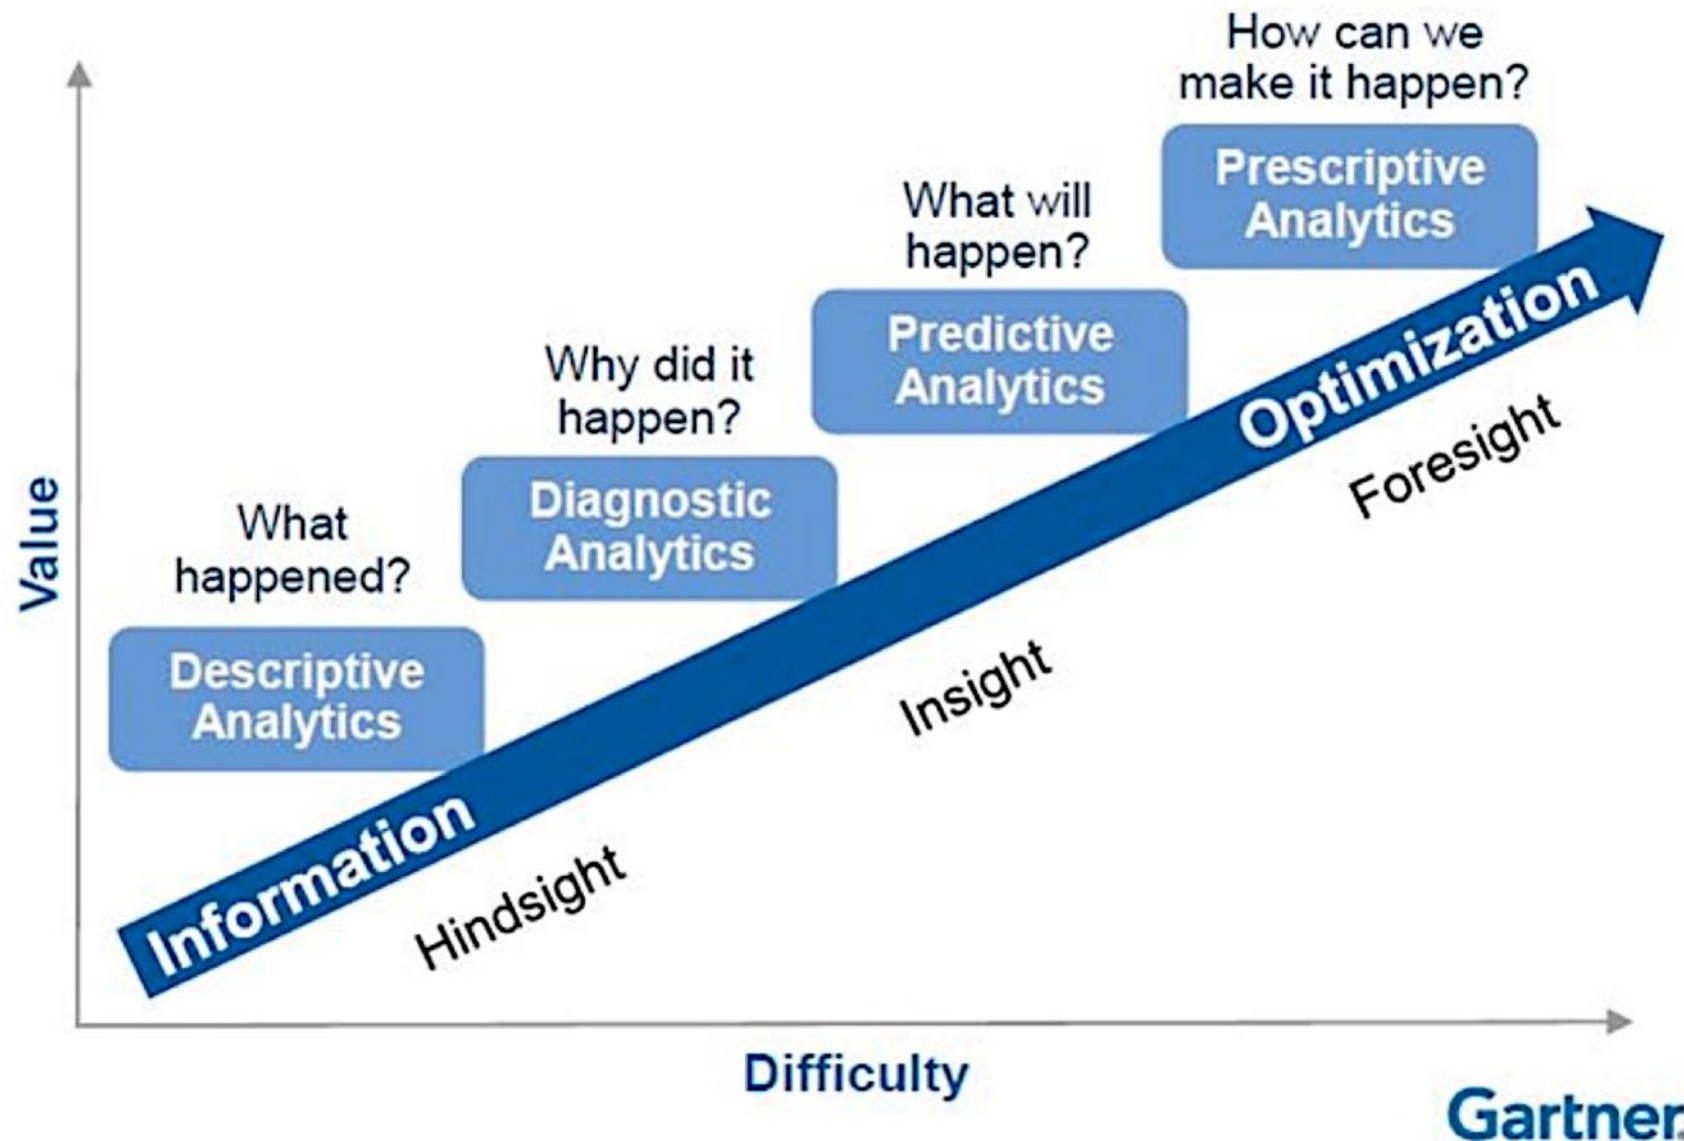 How can we
make it happen?
Prescriptive
Analytics
What will
happen?
Predictive
Analytics
Why did it
happen?
Diagnostic
Analytics
What
happened?
Descriptive
Analytics
Value
Information
Optimization
Hindsight
Insight
Foresight
Difficulty
Gartner